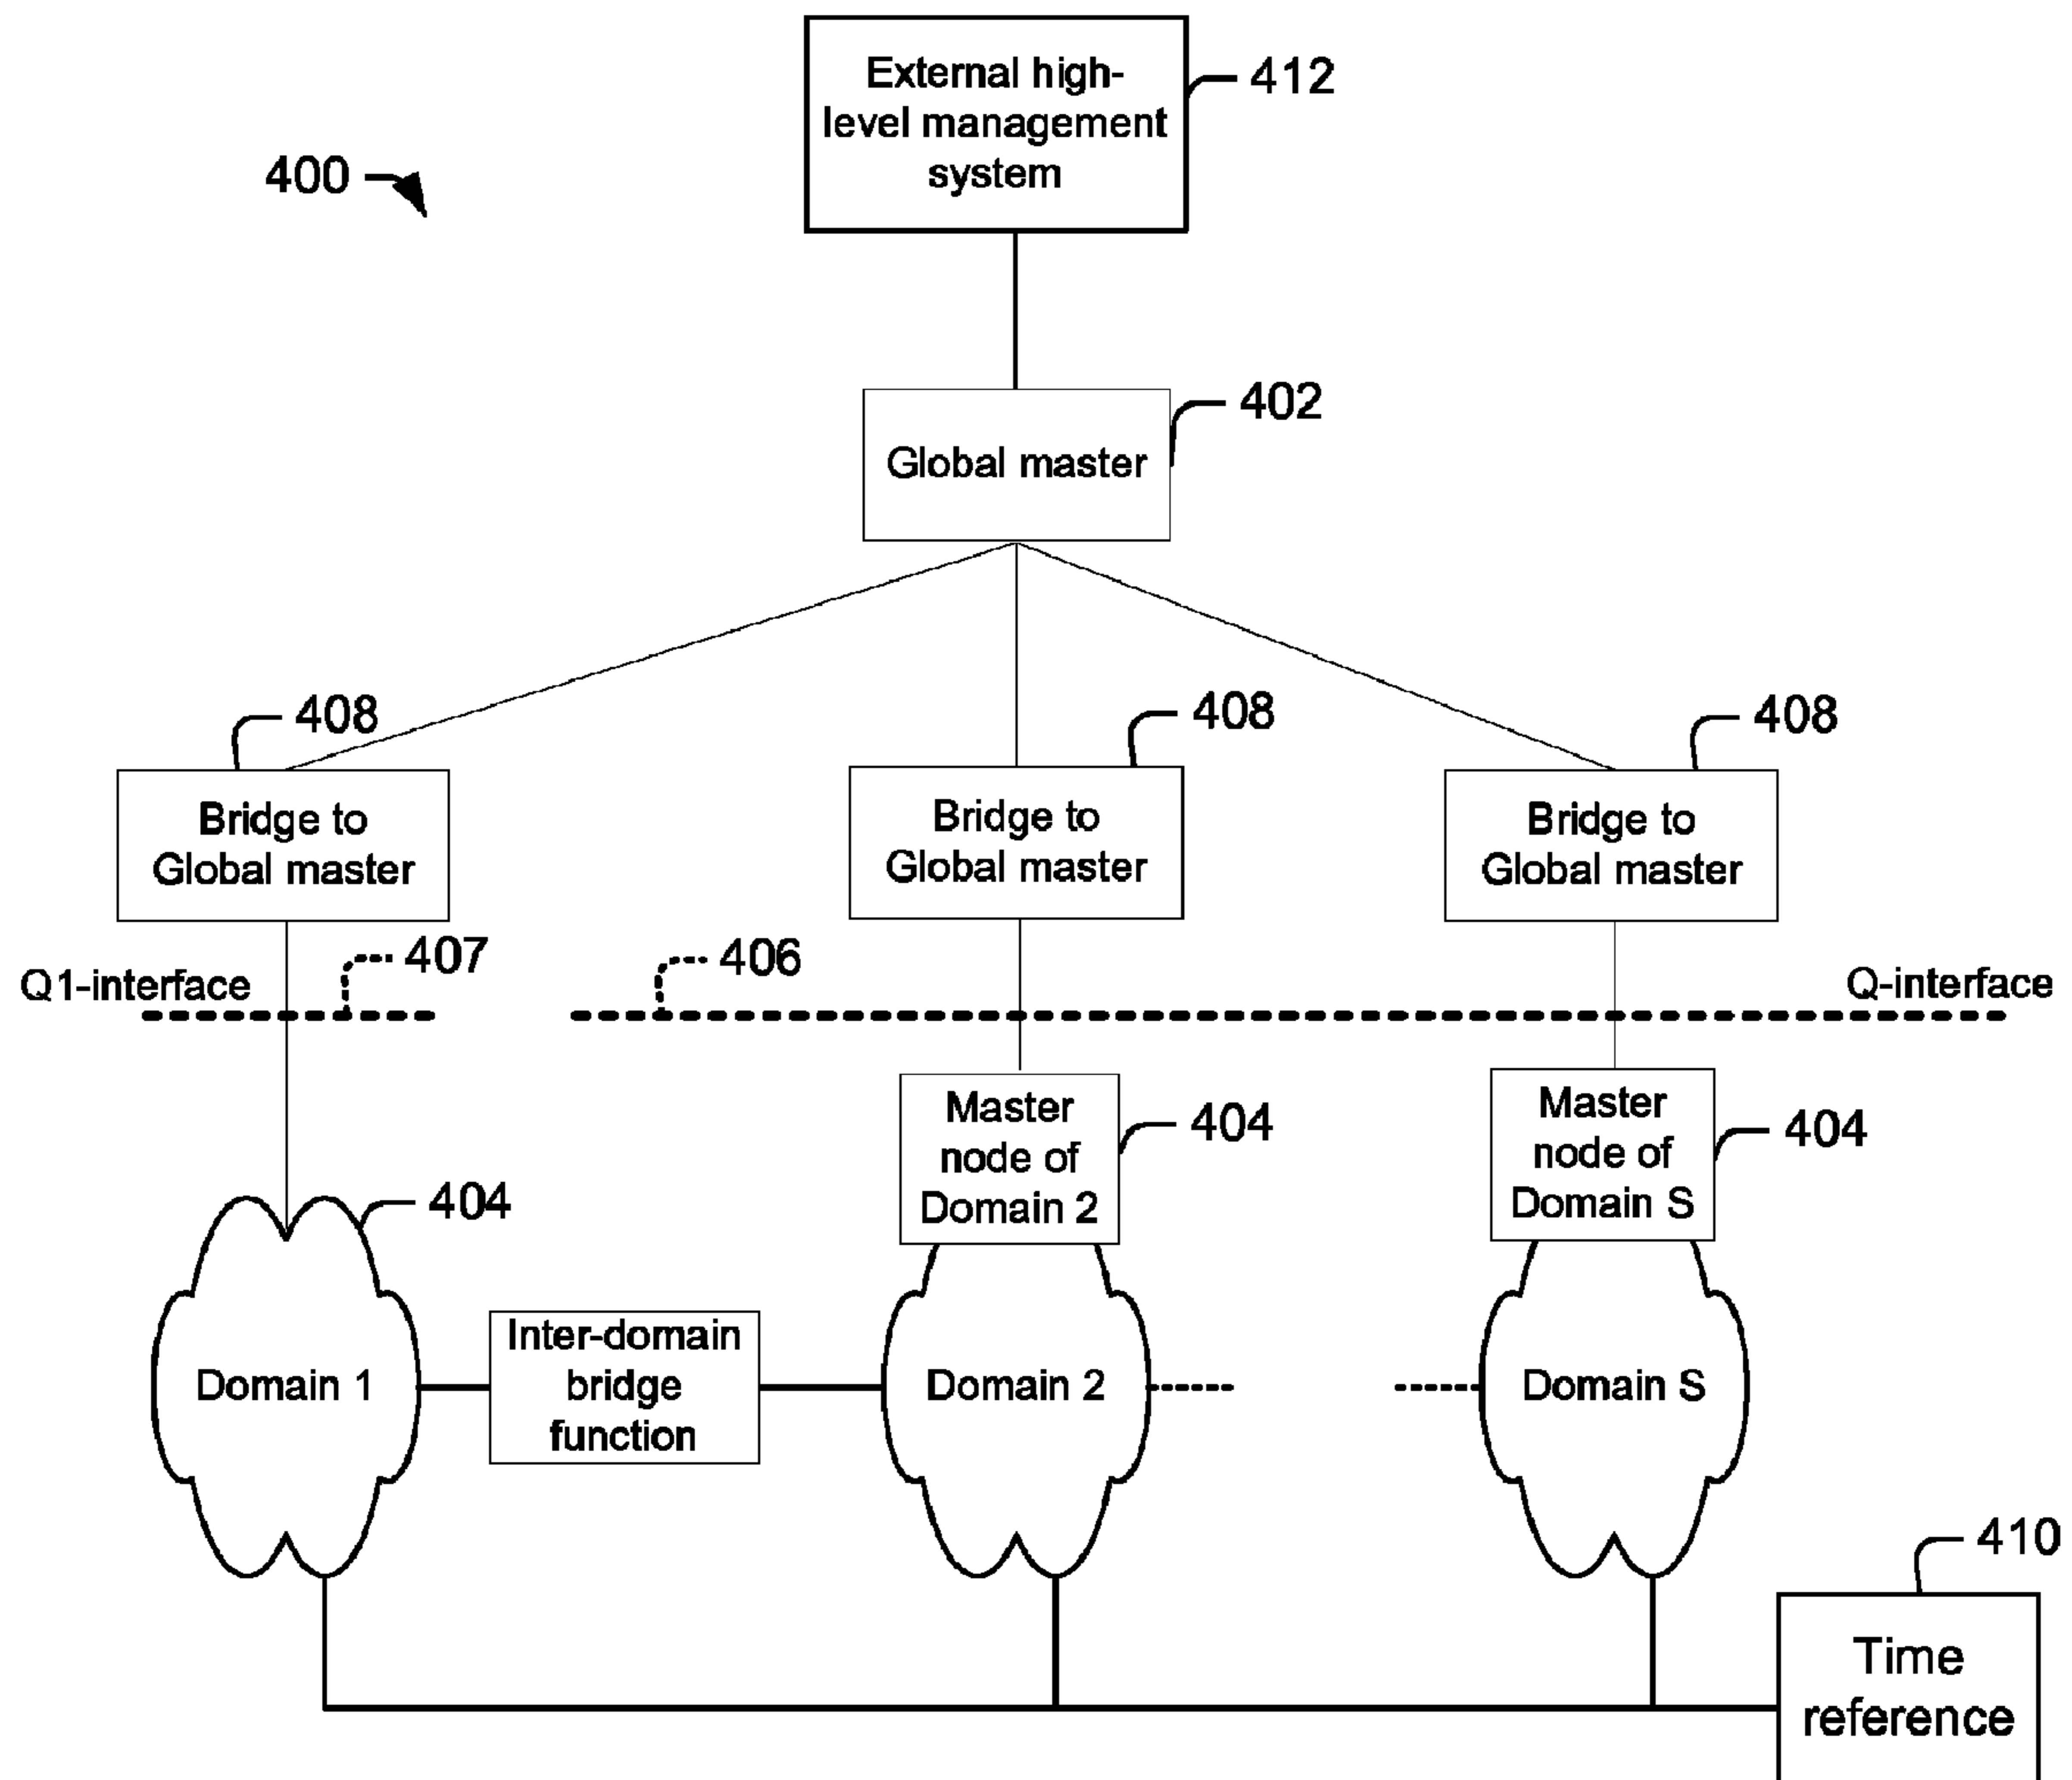 External high-
level management
system
412
400
402
Global master
408
408
408
Bridge to
Global master
Bridge to
Global master
Bridge to
Global master
407
406
Q1-interface
Q-interface
Master
node of
Domain 2
404
Master
node of
Domain S
404
404
Domain 1
Inter-domain
bridge
function
Domain 2
Domain S
410
Time
reference